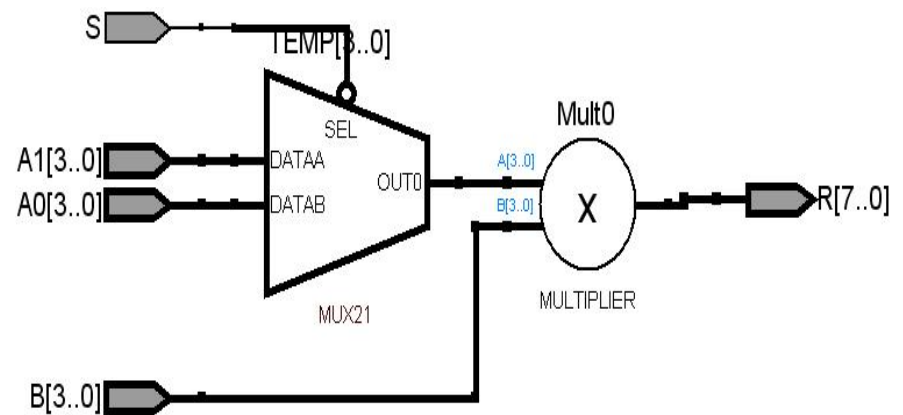 S
TEMP[3..0]
Mult0
SEL
A1[3..0]
DATAA
A[3..0]
OUT0
A0[3..0]
DATAB
B[3..0]
X
R[7..0]
MUX21
MULTIPLIER
B[3..0]